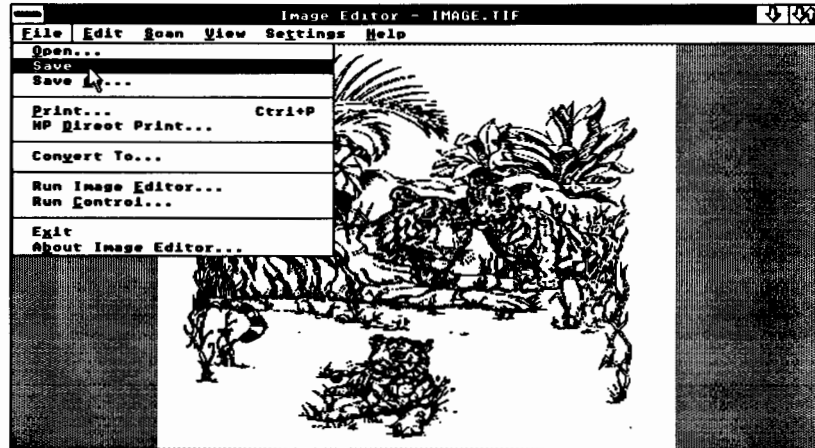 Image Editor - IMAGE.TIF
File Edit Scan View Settings Help
Open...
Save
Save ...
Print... Ctrl+P
HP Direct Print...
Convert To...
Run Image Editor...
Run Control...
Exit
About Image Editor...